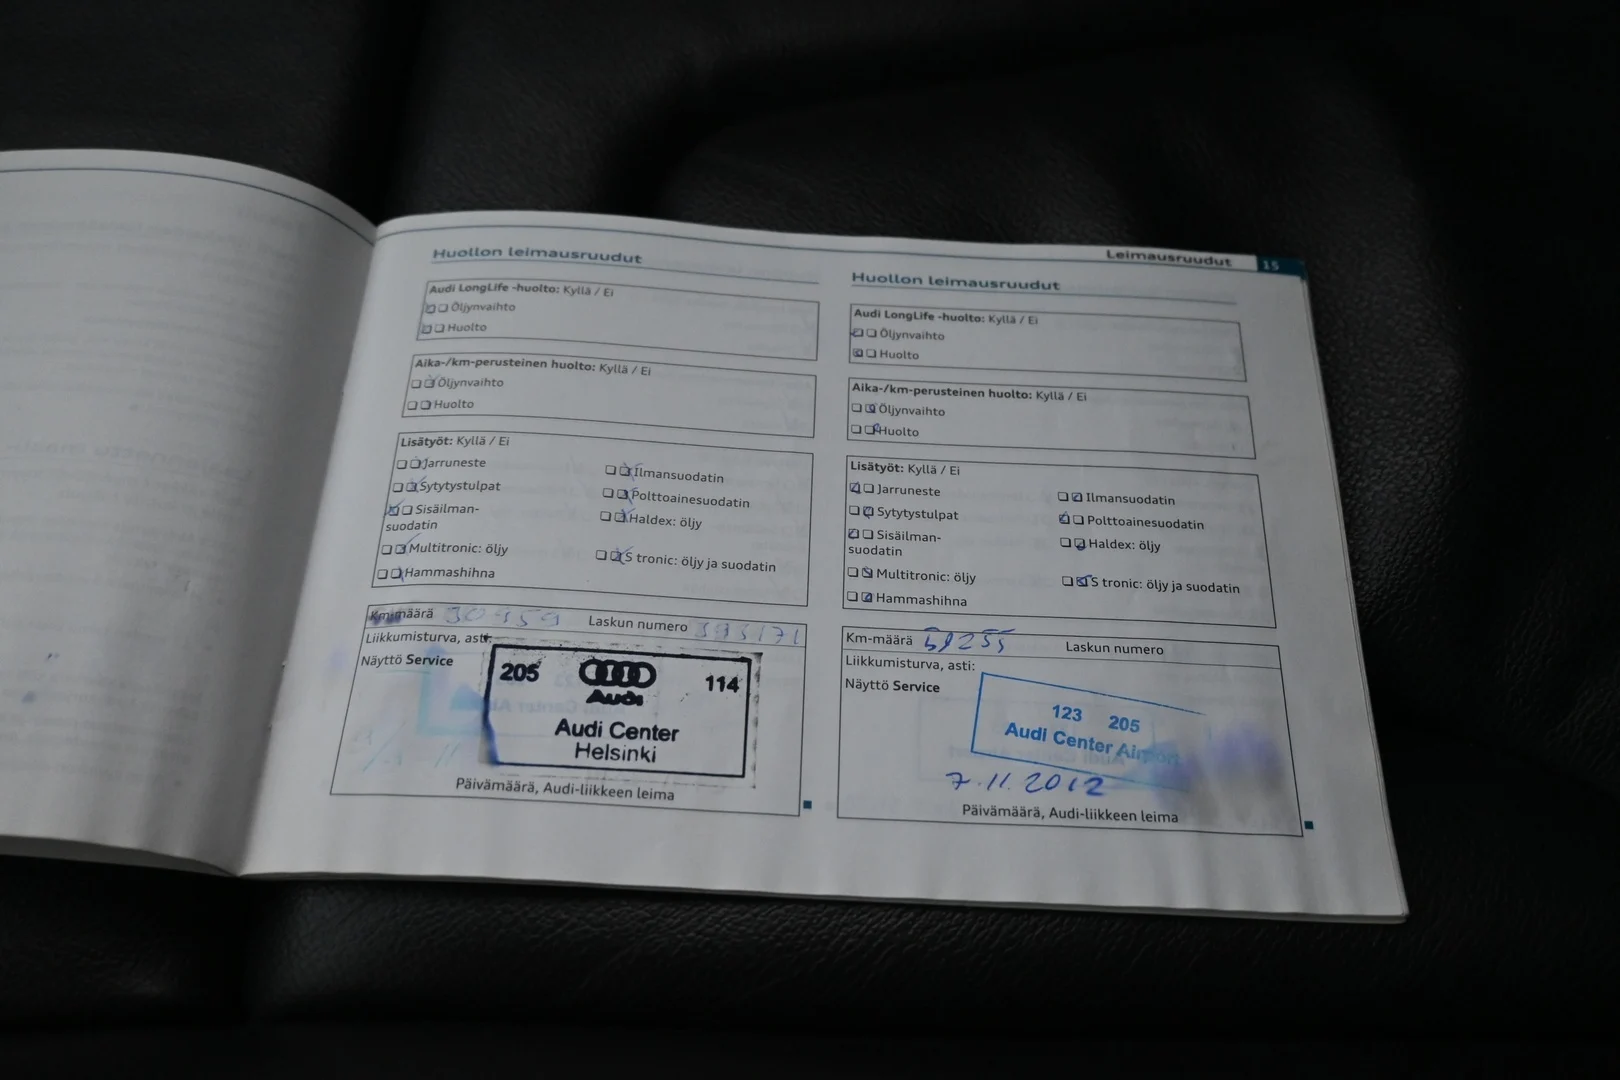 Leimausruudut 15
Huollon leimausruudut
Audi LongLife -huolto: Kyllä / Ei
Öljynvaihto
Huolto
Aika-/km-perusteinen huolto: Kyllä / Ei
Öljynvaihto
Huolto
Lisätyöt: Kyllä / Ei
Jarruneste
Sytytystulpat
Sisäilman-
suodatin
Multitronic: öljy
Hammashihna
Ilmansuodatin
Polttoainesuodatin
Haldex: öljy
S tronic: öljy ja suodatin
Km-määrä 30959 Laskun numero
Liikkumisturva, asti:
Näyttö Service
205 114
Audi
Audi Center
Helsinki
Päivämäärä, Audi-liikkeen leima
Huollon leimausruudut
Audi LongLife -huolto: Kyllä / Ei
Öljynvaihto
Huolto
Aika-/km-perusteinen huolto: Kyllä / Ei
Öljynvaihto
Huolto
Lisätyöt: Kyllä / Ei
Jarruneste
Sytytystulpat
Sisäilman-
suodatin
Multitronic: öljy
Hammashihna
Ilmansuodatin
Polttoainesuodatin
Haldex: öljy
S tronic: öljy ja suodatin
Km-määrä 59255 Laskun numero
Liikkumisturva, asti:
Näyttö Service
123 205
Audi Center Airport
7.11.2012
Päivämäärä, Audi-liikkeen leima